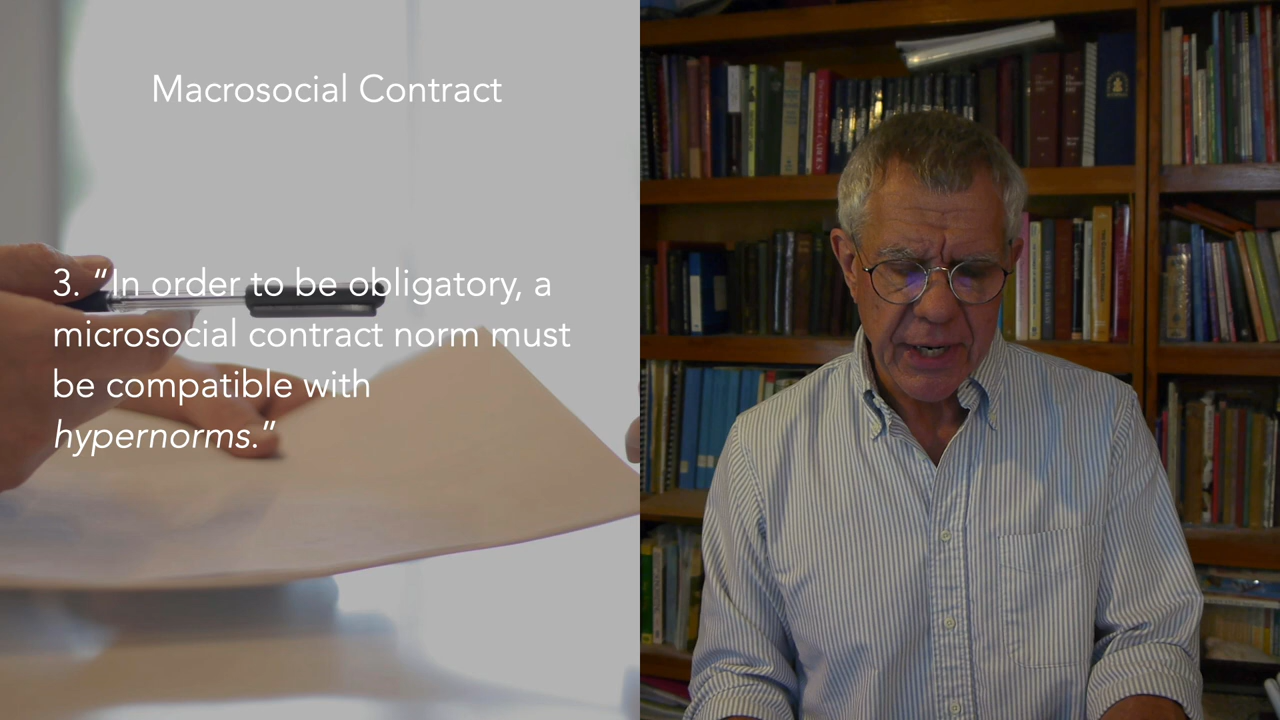 Macrosocial Contract
3. “In order to be obligatory, a
microsocial contract norm must
be compatible with
hypernorms.”